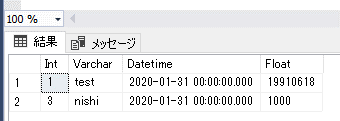 100 %
結果 メッセージ
Int Varchar Datetime Float
1 1 test 2020-01-31 00:00:00.000 19910618
2 3 nishi 2020-01-31 00:00:00.000 1000